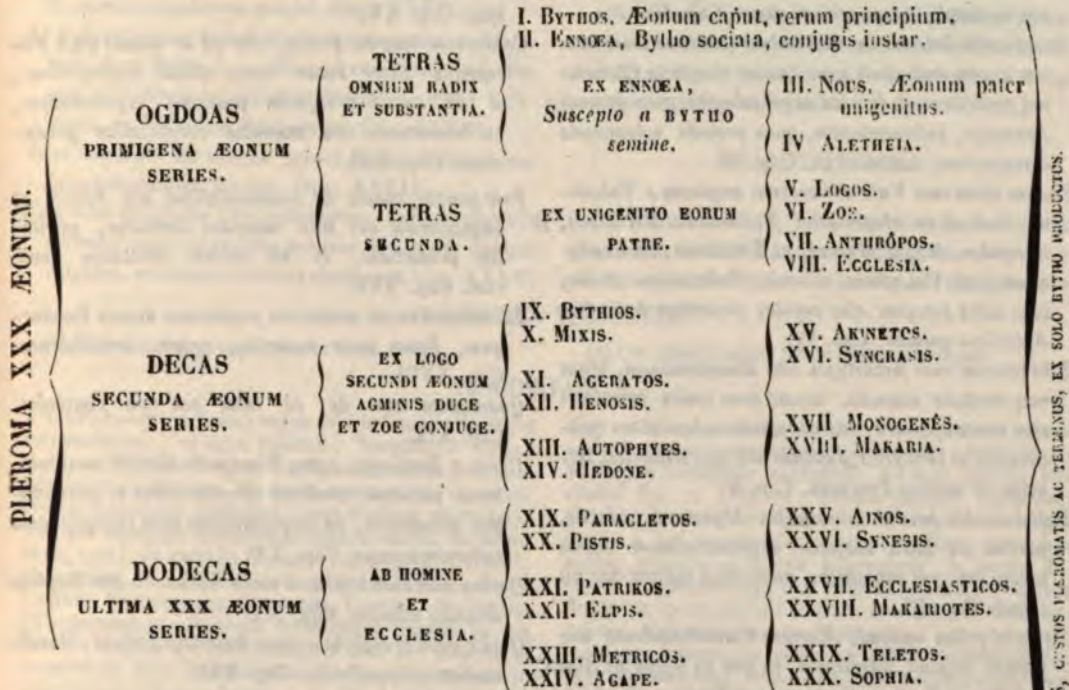 PLEROMA XXX ÆONUM.
OGDOAS
PRIMIGENA ÆONUM
SERIES.
TETRAS
OMNIUM RADIX
ET SUBSTANTIA.
I. BYTHOS. Æonum caput, rerum principium.
II. ENNŒA, Bytho sociata, conjugis instar.
EX ENNŒA,
Suscepto a BYTHO
semine.
III. NOUS, Æonum pater
unigenitus.
IV ALETHEIA.
TETRAS
SECUNDA.
EX UNIGENITO EORUM
PATRE.
V. LOGOS.
VI. ZOE.
VII. ANTHRÔPOS.
VIII. ECCLESIA.
DECAS
SECUNDA ÆONUM
SERIES.
EX LOGO
SECUNDI ÆONUM
AGMINIS DUCE
ET ZOE CONJUGE.
IX. BYTHIOS.
X. MIXIS.
XI. AGERATOS.
XII. HENOSIS.
XIII. AUTOPHYES.
XIV. HEDONE.
XV. AKINETOS.
XVI. SYNCRASIS.
XVII MONOGENÊS.
XVIII. MAKARIA.
DODECAS
ULTIMA XXX ÆONUM
SERIES.
AB HOMINE
ET
ECCLESIA.
XIX. PARACLETOS.
XX. PISTIS.
XXI. PATRIKOS.
XXII. ELPIS.
XXIII. METRICOS.
XXIV. AGAPE.
XXV. AINOS.
XXVI. SYNESIS.
XXVII. ECCLESIASTICOS.
XXVIII. MAKARIOTES.
XXIX. TELETOS.
XXX. SOPHIA.
CUSTOS PLEROMATIS AC TERMINUS, EX SOLO BYTHO PRODUCTUS.